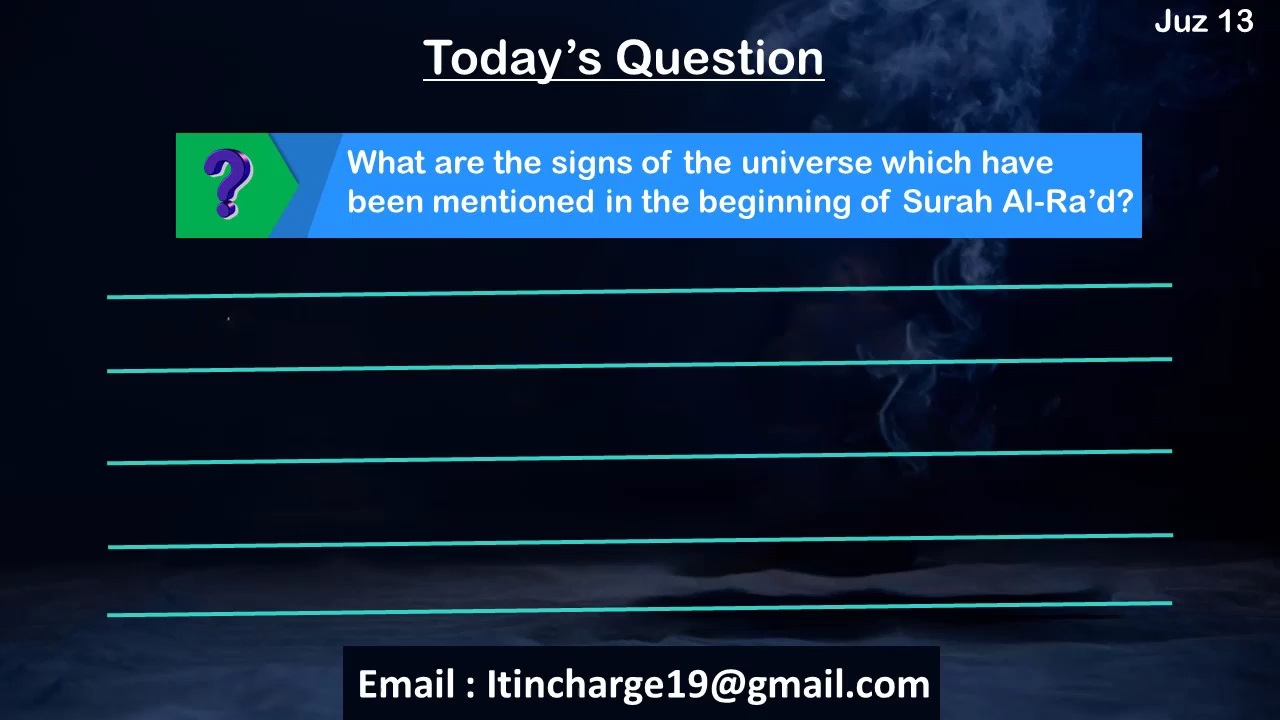 Juz 13
Today’s Question
What are the signs of the universe which have
been mentioned in the beginning of Surah Al-Ra’d?
Email : Itincharge19@gmail.com